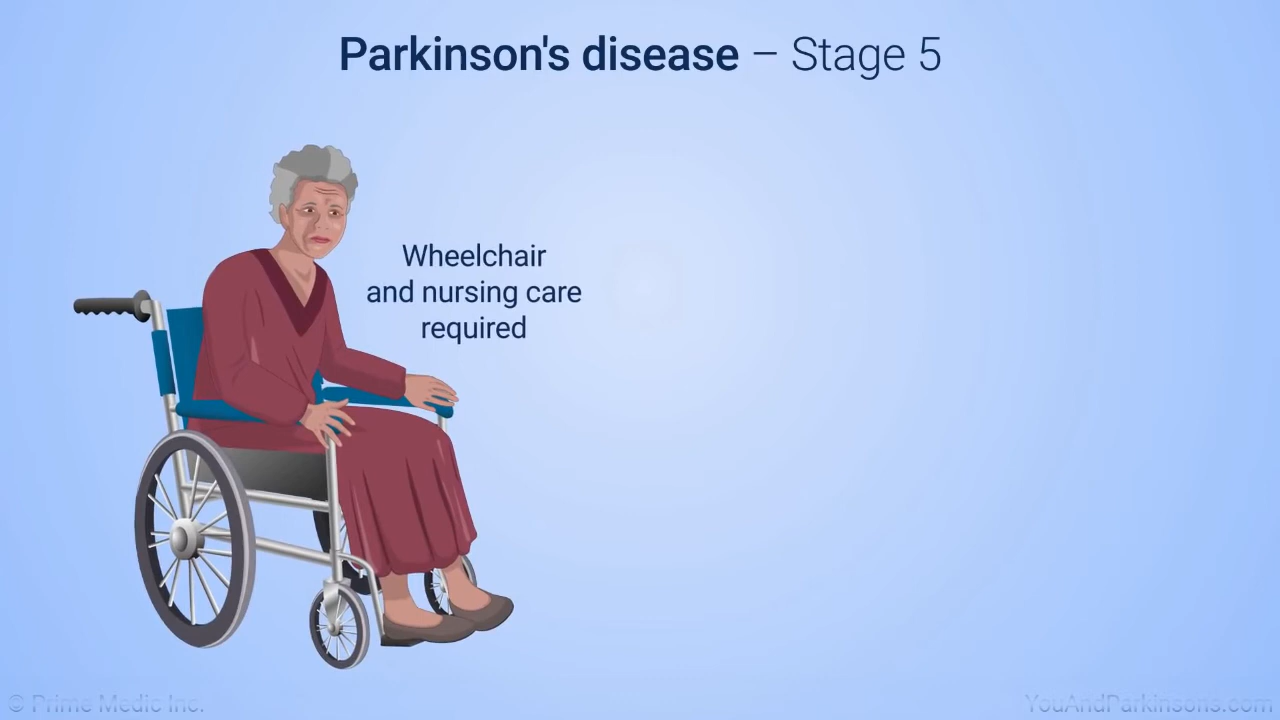 Parkinson's disease – Stage 5
Wheelchair
and nursing care
required
© Prime Medic Inc.
YouAndParkinsons.com